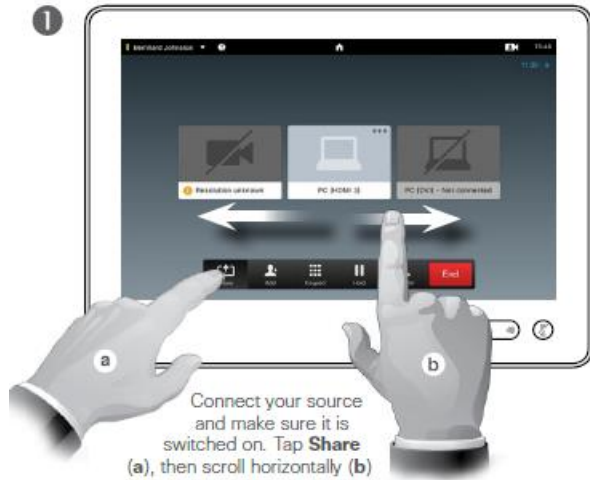 1
Bernhard Johnston ?
Resolution unknown
PC (HDMI 3)
PC (DVI) - Not connected
Add
Keypad
Hold
End
a
b
Connect your source
and make sure it is
switched on. Tap Share
(a), then scroll horizontally (b)